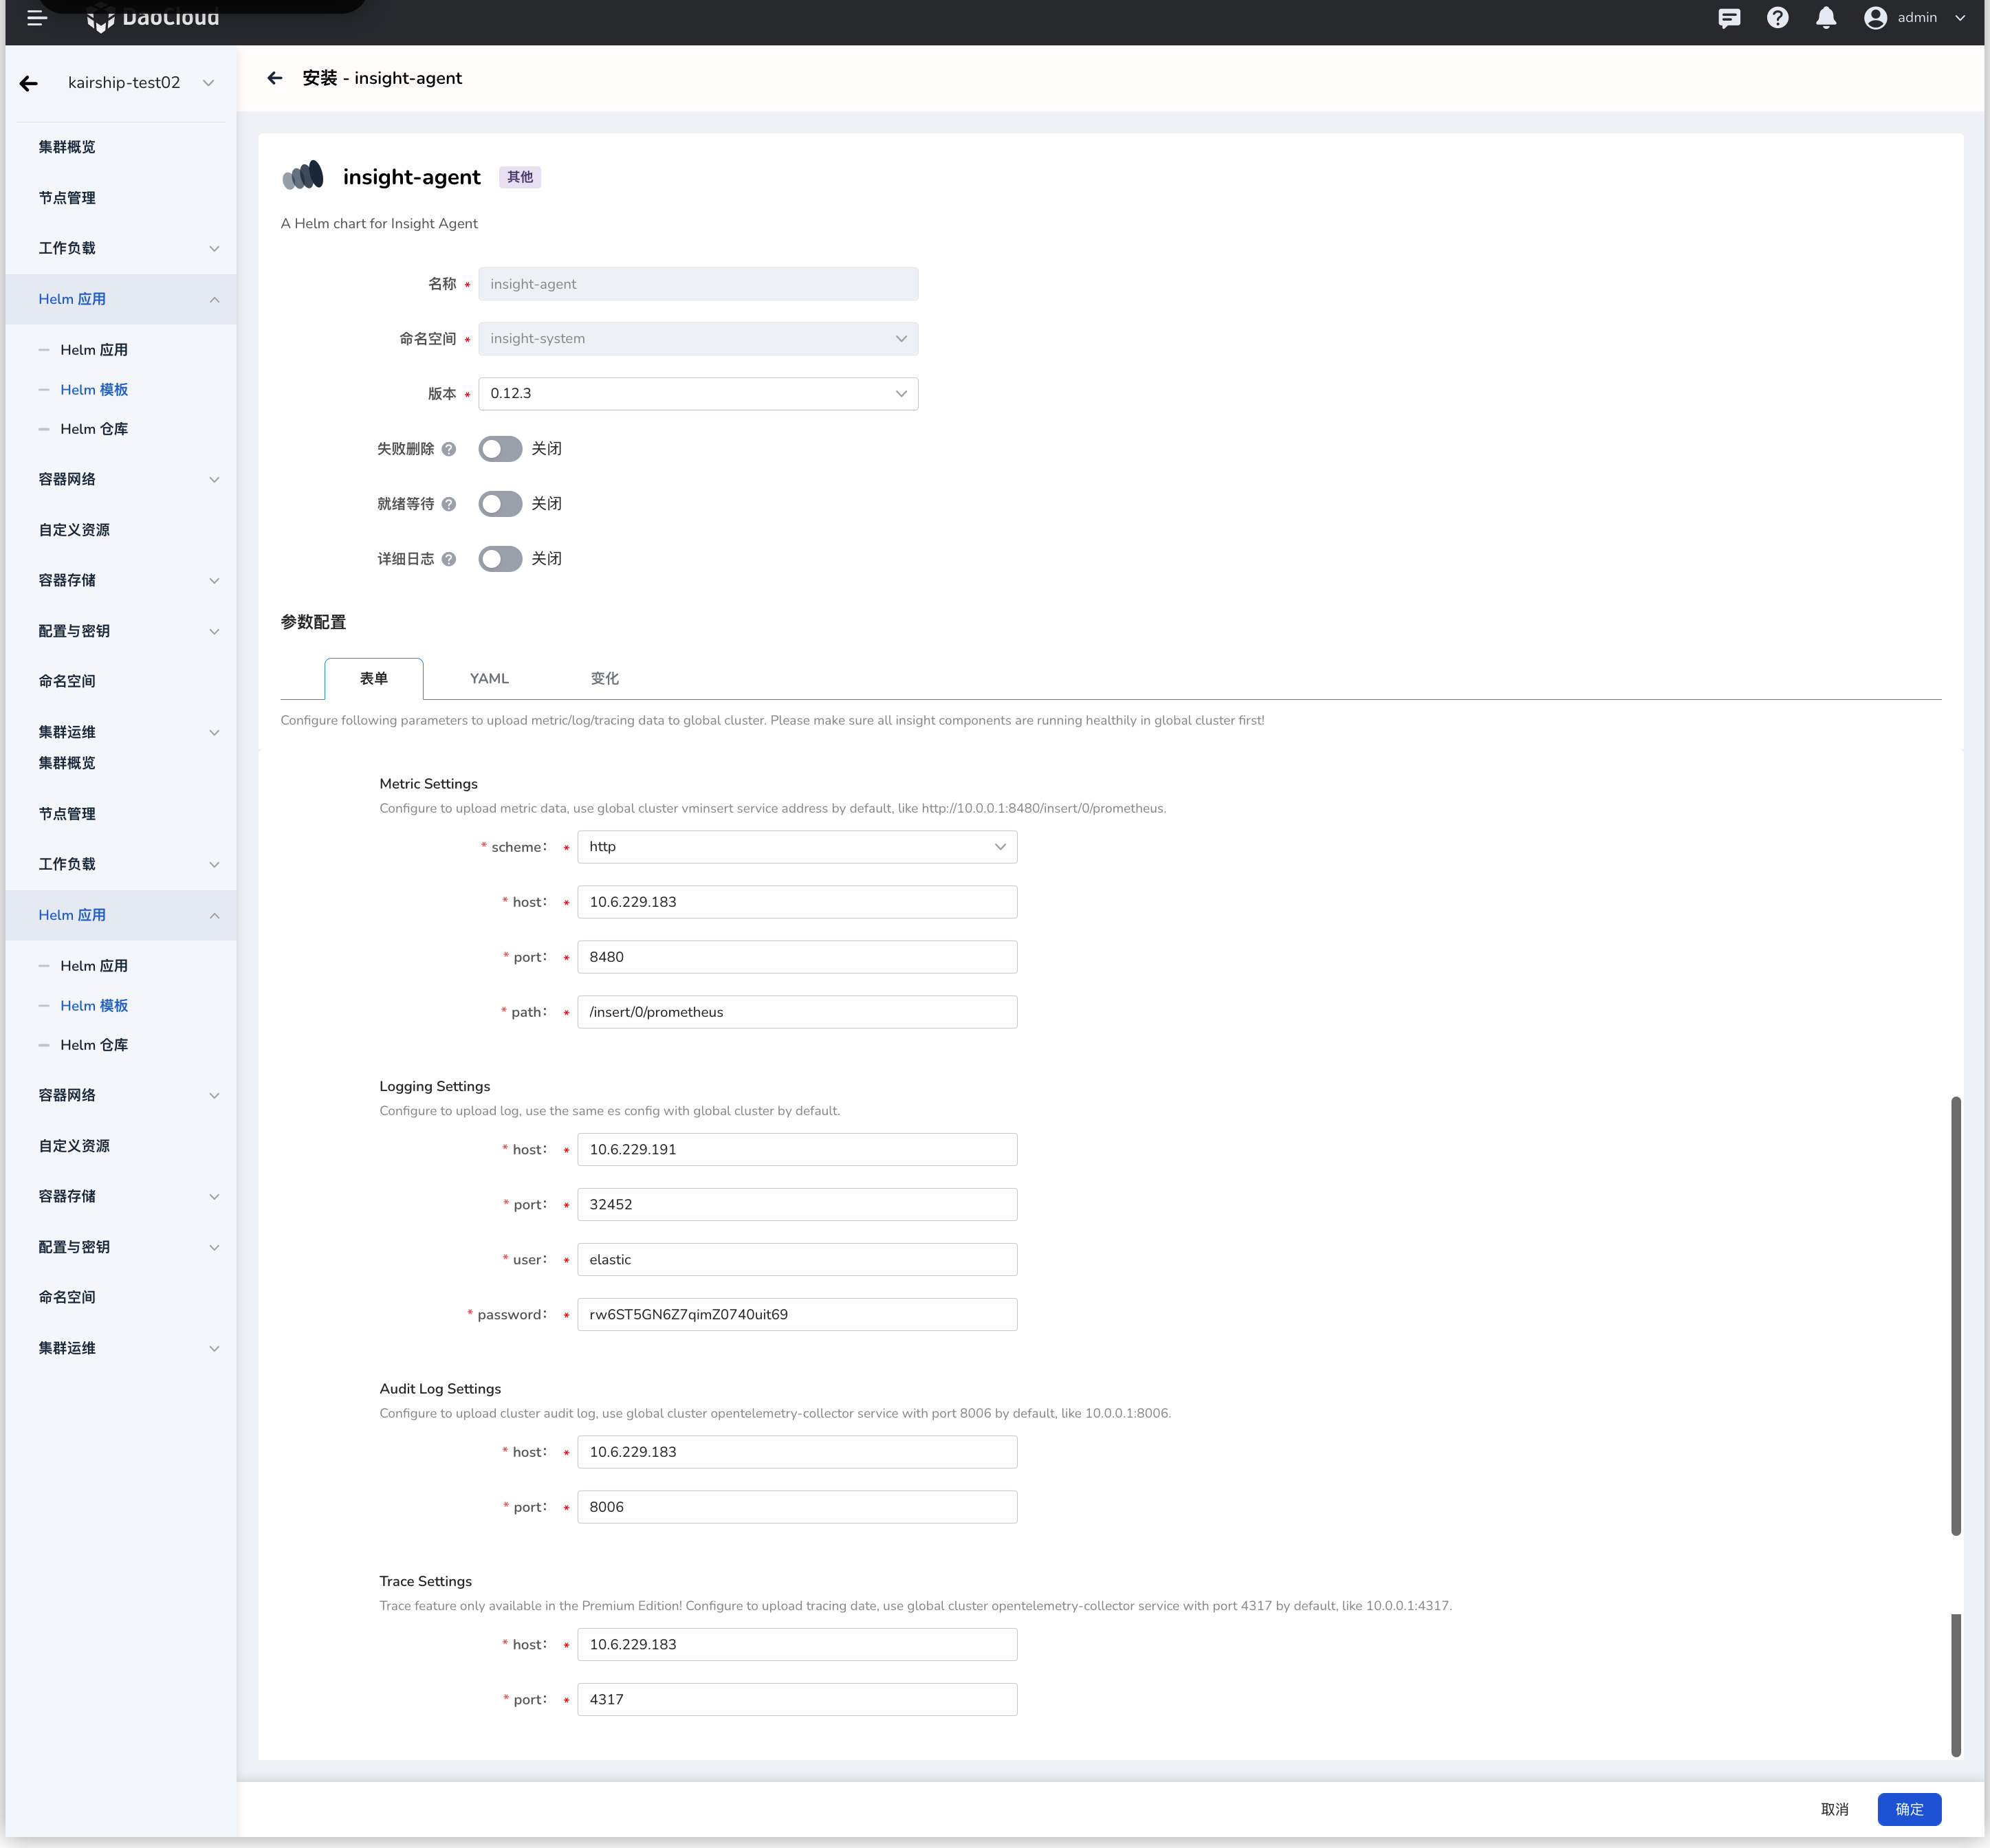 DaoCloud
admin
kairship-test02
集群概览
节点管理
工作负载
Helm 应用
Helm 应用
Helm 模板
Helm 仓库
容器网络
自定义资源
容器存储
配置与密钥
命名空间
集群运维
集群概览
节点管理
工作负载
Helm 应用
Helm 应用
Helm 模板
Helm 仓库
容器网络
自定义资源
容器存储
配置与密钥
命名空间
集群运维
安装 - insight-agent
insight-agent 其他
A Helm chart for Insight Agent
名称 * insight-agent
命名空间 * insight-system
版本 * 0.12.3
失败删除 ? 关闭
就绪等待 ? 关闭
详细日志 ? 关闭
参数配置
表单 YAML 变化
Configure following parameters to upload metric/log/tracing data to global cluster. Please make sure all insight components are running healthily in global cluster first!
Metric Settings
Configure to upload metric data, use global cluster vminsert service address by default, like http://10.0.0.1:8480/insert/0/prometheus.
* scheme： * http
* host： * 10.6.229.183
* port： * 8480
* path： * /insert/0/prometheus
Logging Settings
Configure to upload log, use the same es config with global cluster by default.
* host： * 10.6.229.191
* port： * 32452
* user： * elastic
* password： * rw6ST5GN6Z7qimZ0740uit69
Audit Log Settings
Configure to upload cluster audit log, use global cluster opentelemetry-collector service with port 8006 by default, like 10.0.0.1:8006.
* host： * 10.6.229.183
* port： * 8006
Trace Settings
Trace feature only available in the Premium Edition! Configure to upload tracing date, use global cluster opentelemetry-collector service with port 4317 by default, like 10.0.0.1:4317.
* host： * 10.6.229.183
* port： * 4317
取消 确定